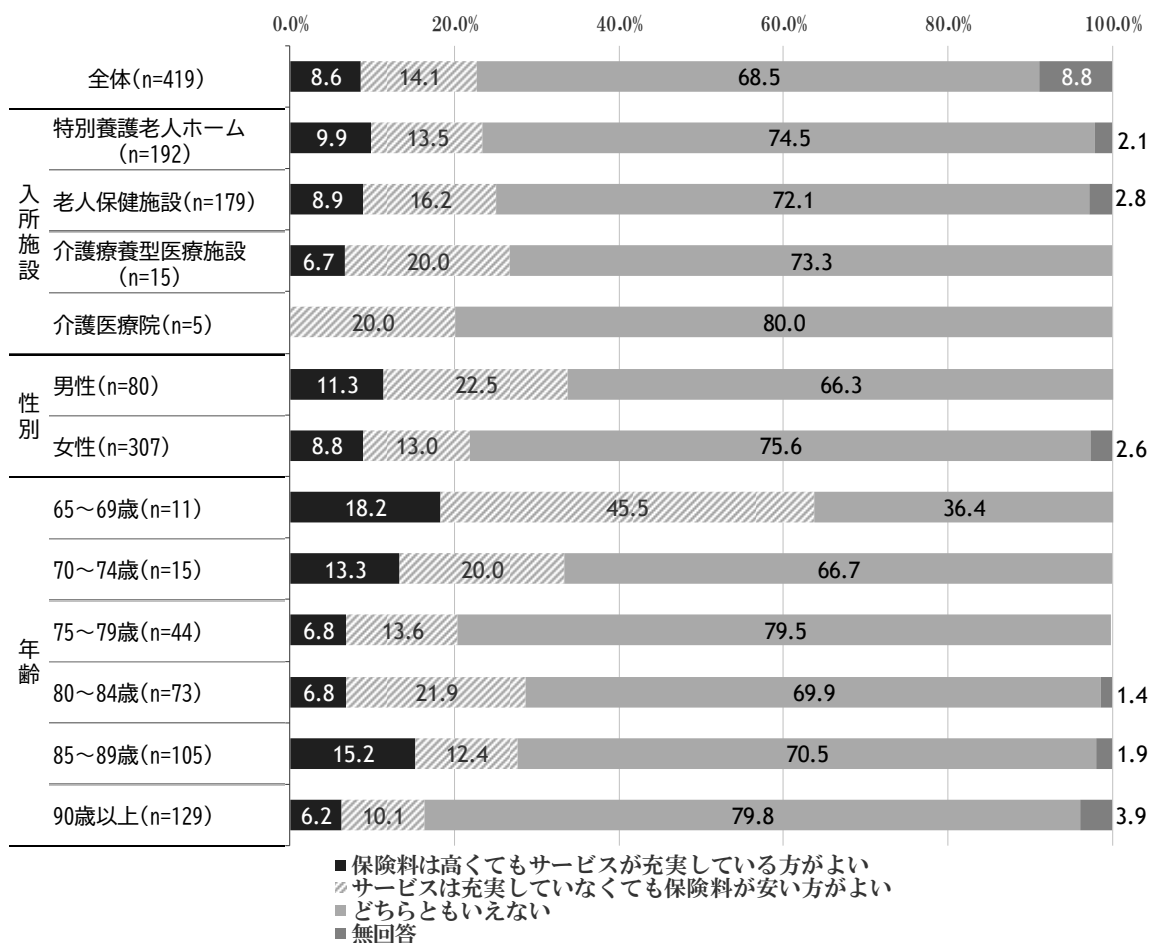 0.0% 20.0% 40.0% 60.0% 80.0% 100.0%
全体(n=419) 8.6 14.1 68.5 8.8
入所施設
特別養護老人ホーム
(n=192) 9.9 13.5 74.5 2.1
老人保健施設(n=179) 8.9 16.2 72.1 2.8
介護療養型医療施設
(n=15) 6.7 20.0 73.3
介護医療院(n=5) 20.0 80.0
性別
男性(n=80) 11.3 22.5 66.3
女性(n=307) 8.8 13.0 75.6 2.6
年齢
65～69歳(n=11) 18.2 45.5 36.4
70～74歳(n=15) 13.3 20.0 66.7
75～79歳(n=44) 6.8 13.6 79.5
80～84歳(n=73) 6.8 21.9 69.9 1.4
85～89歳(n=105) 15.2 12.4 70.5 1.9
90歳以上(n=129) 6.2 10.1 79.8 3.9
保険料は高くてもサービスが充実している方がよい
サービスは充実していなくても保険料が安い方がよい
どちらともいえない
無回答